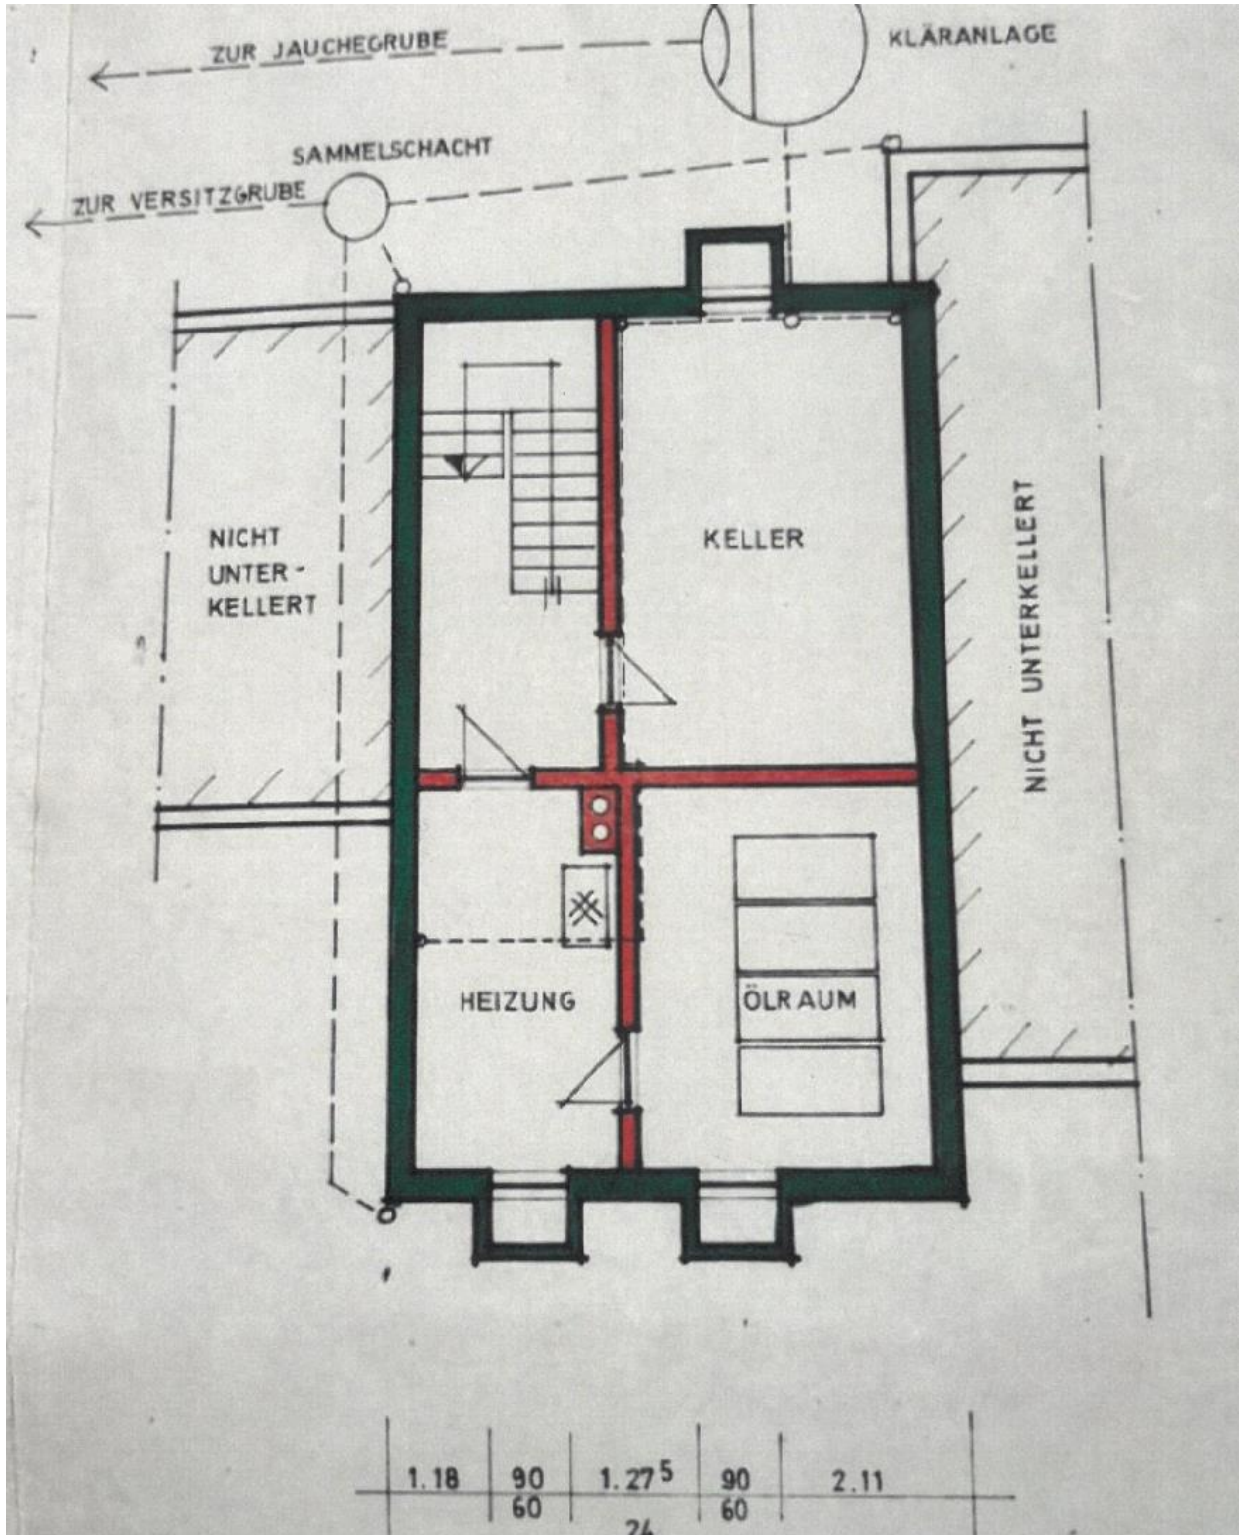 ZUR JAUCHEGRUBE
KLÄRANLAGE
SAMMELSCHACHT
ZUR VERSITZGRUBE
NICHT
UNTER-
KELLERT
KELLER
NICHT UNTERKELLERT
HEIZUNG
ÖLRAUM
1.18 90 1.27⁵ 90 2.11
60 60
24